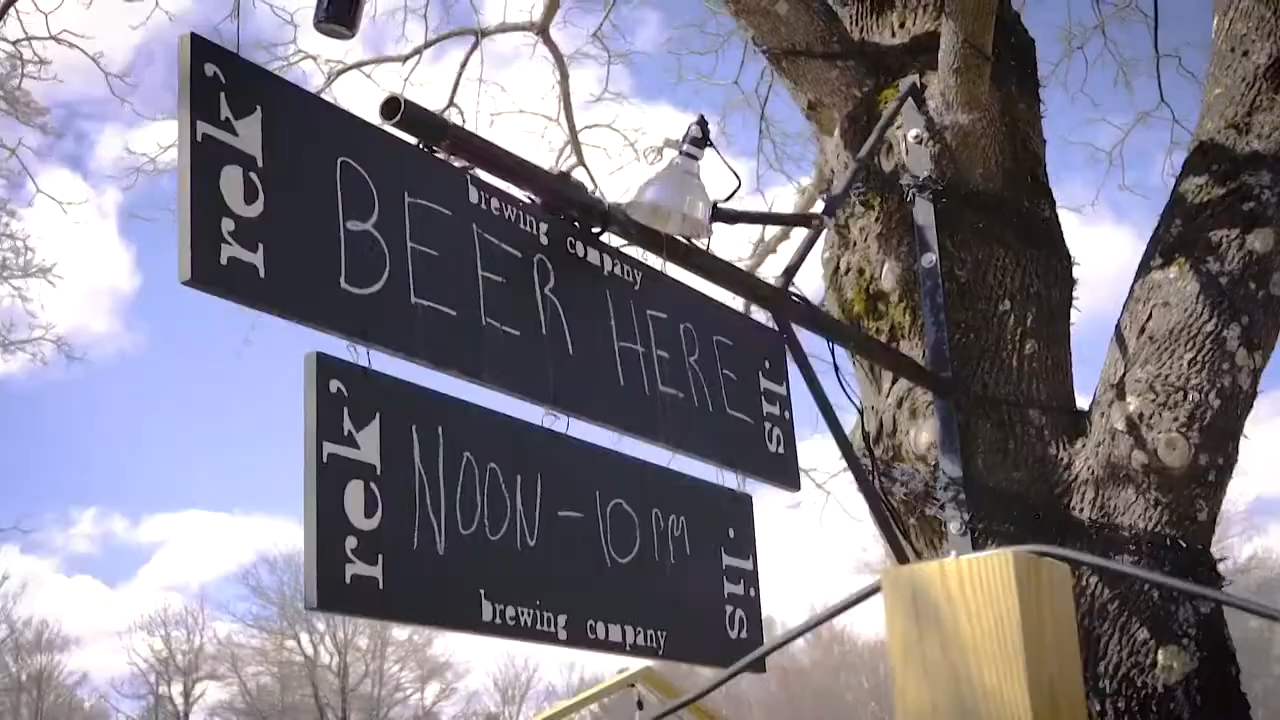 rek'
brewing company
BEER HERE
·lis
rek'
NOON - 10 PM
·lis
brewing company